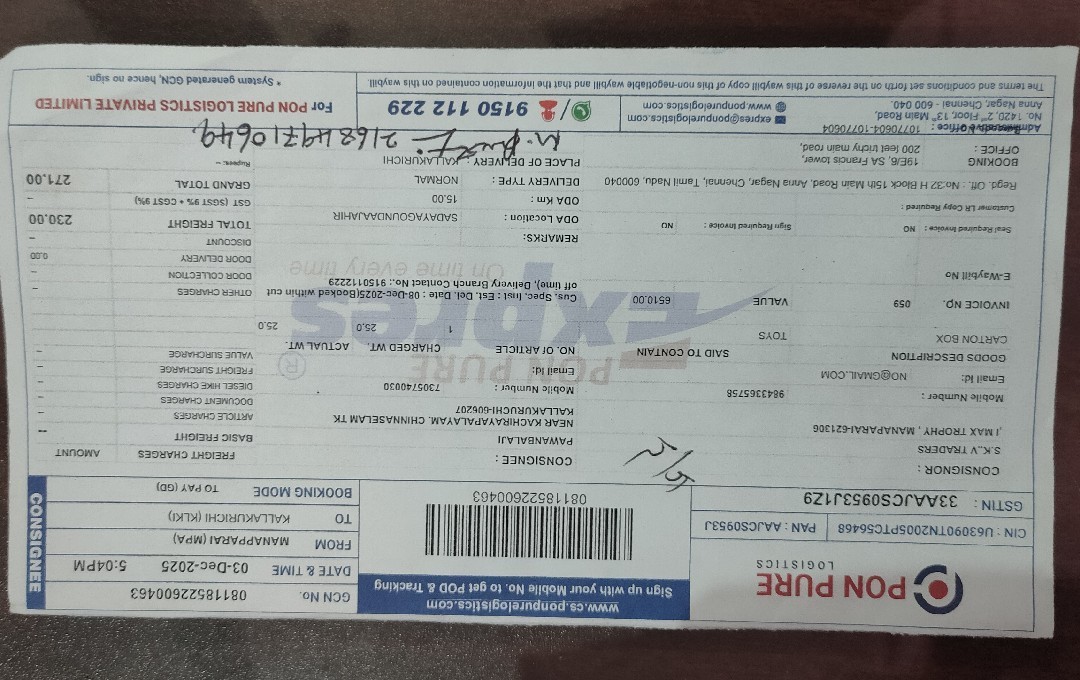 PON PURE
LOGISTICS
CIN : U63090TN2005PTC56468
PAN : AAJCS0953J
GSTIN : 33AAJCS0953J1Z9
www.cs.ponpurelogistics.com
Sign up with your Mobile No. to get POD & Tracking
08118522600463
GCN No. 08118522600463
DATE & TIME 03-Dec-2025 5:04PM
FROM MANAPPARAI (MPA)
TO KALLAKURICHI (KLKI)
BOOKING MODE TO PAY (GD)
CONSIGNEE
CONSIGNOR :
S.K..V TRADERS
,I MAX TROPHY , MANAPARAI-621306
Mobile Number : 9843365758
Email Id: NO@GMAIL.COM
CONSIGNEE :
PAWANBALAJI
NEAR KACHIRAYAPALAYAM, CHINNASELAM TK
KALLAKURUCHI-606207
Mobile Number : 7305740030
Email Id:
GOODS DESCRIPTION SAID TO CONTAIN NO. Of ARTICLE CHARGED WT. ACTUAL WT.
CARTON BOX TOYS 1 25.0 25.0
INVOICE NO. 059 VALUE 6510.00
E-Waybill No
Cus. Spec. Inst : Est. Del. Date : 08-Dec-2025(Booked within cut
off time), Delivery Branch Contact No.: 9150112229
PON PURE
Expres ®
On time every time
Seal Required Invoice : NO Sign Required Invoice : NO
Customer LR Copy Required :
REMARKS:
ODA Location : SADAYAGOUNDAAHJAR
ODA Km : 15.00
DELIVERY TYPE : NORMAL
PLACE OF DELIVERY : KALLAKURICHI
Regd. Off. : No:32 H Block 15th Main Road, Anna Nagar, Chennai, Tamil Nadu, 600040
BOOKING
OFFICE :
19E/6, SA Francis tower,
200 feet trichy main road,
10770604-10770604
FREIGHT CHARGES AMOUNT
BASIC FREIGHT --
ARTICLE CHARGES –
DOCUMENT CHARGES –
DIESEL HIKE CHARGES –
FREIGHT SURCHARGE –
VALUE SURCHARGE –
OTHER CHARGES –
DOOR COLLECTION –
DOOR DELIVERY 0.00
DISCOUNT –
TOTAL FREIGHT 230.00
GST (SGST 9% + CGST 9%) –
GRAND TOTAL 271.00
Rupees. --
216849710649
Administrative Office :
No. 1420, 2nd Floor, 13th Main Road,
Anna Nagar, Chennai - 600 040.
expres@ponpurelogistics.com
www.ponpurelogistics.com
9150 112 229
For PON PURE LOGISTICS PRIVATE LIMITED
* System generated GCN, hence no sign.
The terms and conditions set forth on the reverse of this waybill copy of this non-negotiable waybill and that the information contained on this waybill